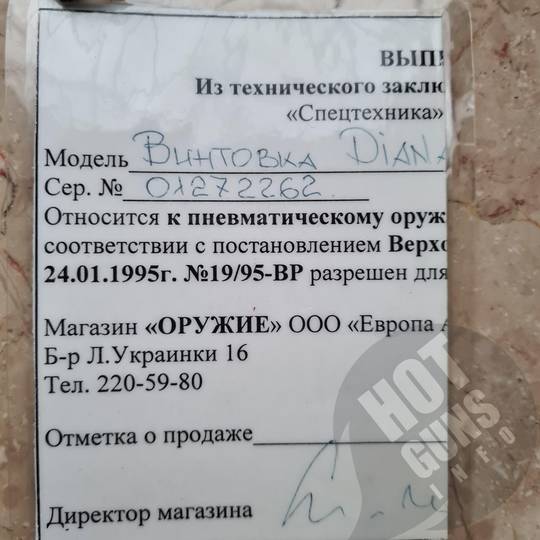 ВЫП
Из технического заклю
«Спецтехника»
Модель Винтовка Diana
Сер. № 01272262
Относится к пневматическому оруж
соответствии с постановлением Верхо
24.01.1995г. №19/95-ВР разрешен для
Магазин «ОРУЖИЕ» ООО «Европа А
Б-р Л.Украинки 16
Тел. 220-59-80
Отметка о продаже
Директор магазина
HOT
GUNS
INFO